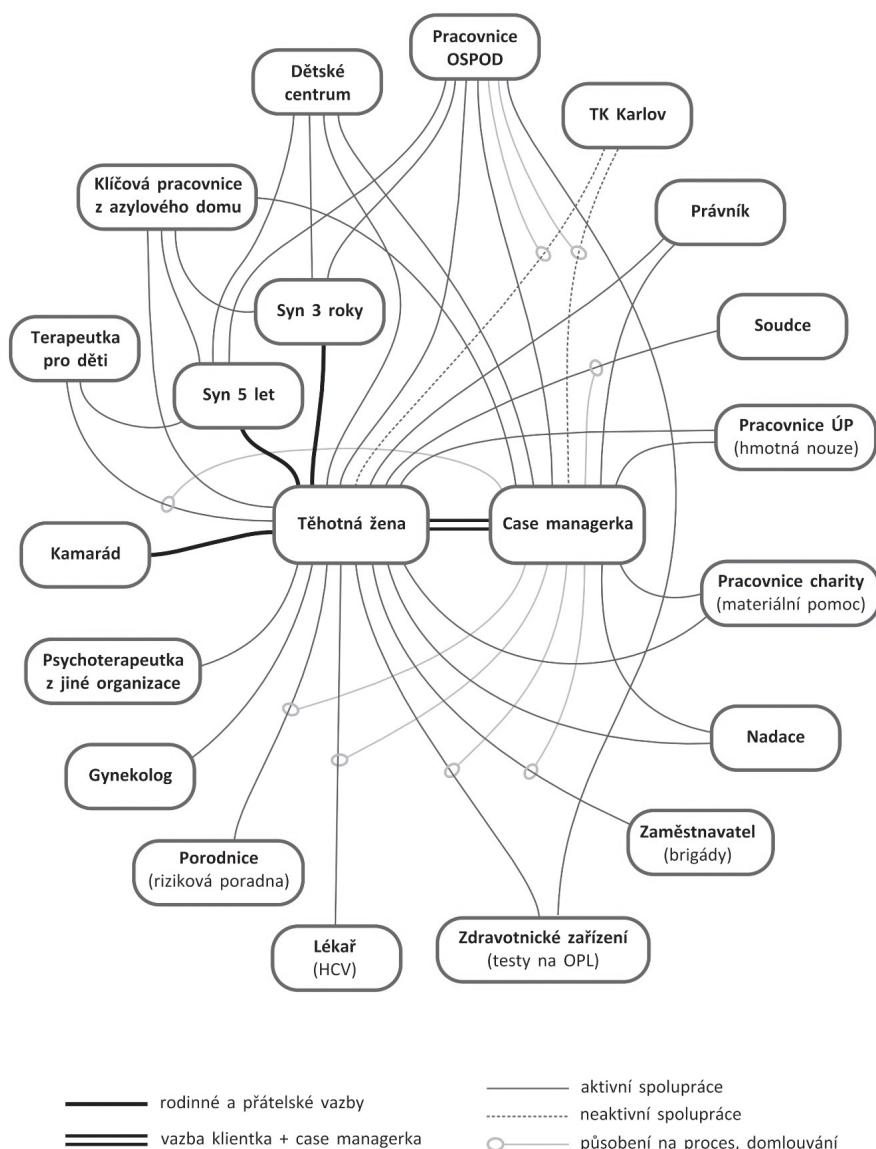 Pracovnice
OSPOD
Dětské
centrum
TK Karlov
Klíčová pracovnice
z azylového domu
Právník
Syn 3 roky
Soudce
Terapeutka
pro děti
Syn 5 let
Pracovnice ÚP
(hmotná nouze)
Těhotná žena
Case managerka
Kamarád
Pracovnice charity
(materiální pomoc)
Psychoterapeutka
z jiné organizace
Nadace
Gynekolog
Zaměstnavatel
(brigády)
Porodnice
(riziková poradna)
Lékař
(HCV)
Zdravotnické zařízení
(testy na OPL)
rodinné a přátelské vazby
vazba klientka + case managerka
aktivní spolupráce
neaktivní spolupráce
působení na proces, domlouvání